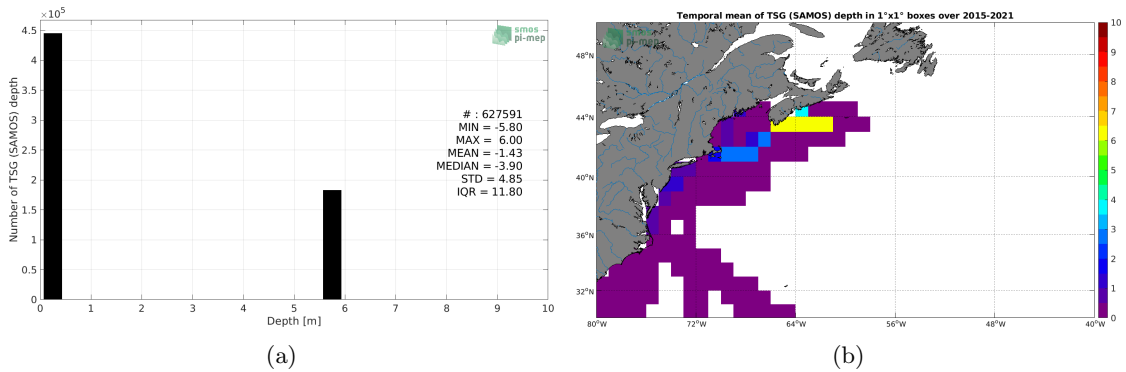 ×10⁵
4.5
4
3.5
3
2.5
2
1.5
1
0.5
0
Number of TSG (SAMOS) depth
smos
pi-mep
# : 627591
MIN = -5.80
MAX = 6.00
MEAN = -1.43
MEDIAN = -3.90
STD = 4.85
IQR = 11.80
0 1 2 3 4 5 6 7 8 9 10
Depth [m]
(a)
Temporal mean of TSG (SAMOS) depth in 1°x1° boxes over 2015-2021
smos
pi-mep
48°N
44°N
40°N
36°N
32°N
80°W 72°W 64°W 56°W 48°W 40°W
10
9
8
7
6
5
4
3
2
1
0
(b)